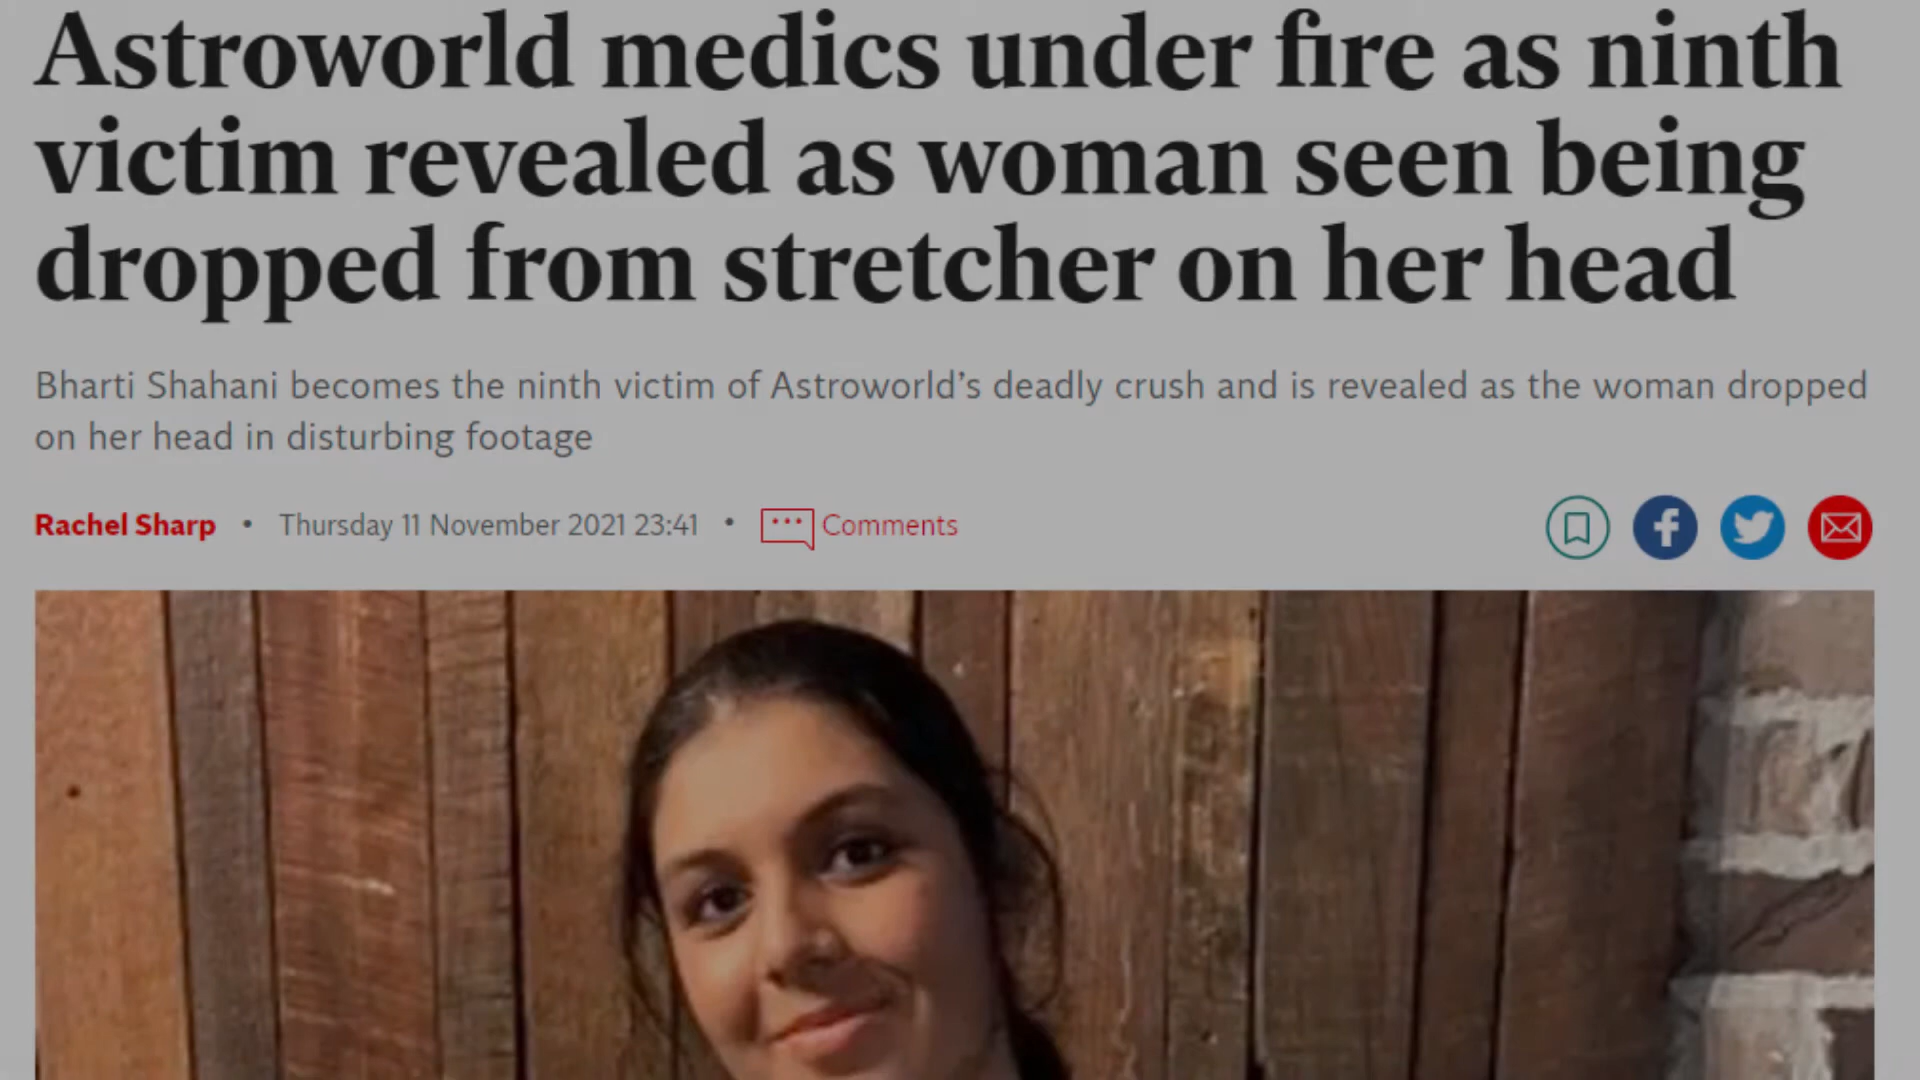 Astroworld medics under fire as ninth
victim revealed as woman seen being
dropped from stretcher on her head
Bharti Shahani becomes the ninth victim of Astroworld’s deadly crush and is revealed as the woman dropped
on her head in disturbing footage
Rachel Sharp • Thursday 11 November 2021 23:41 • Comments